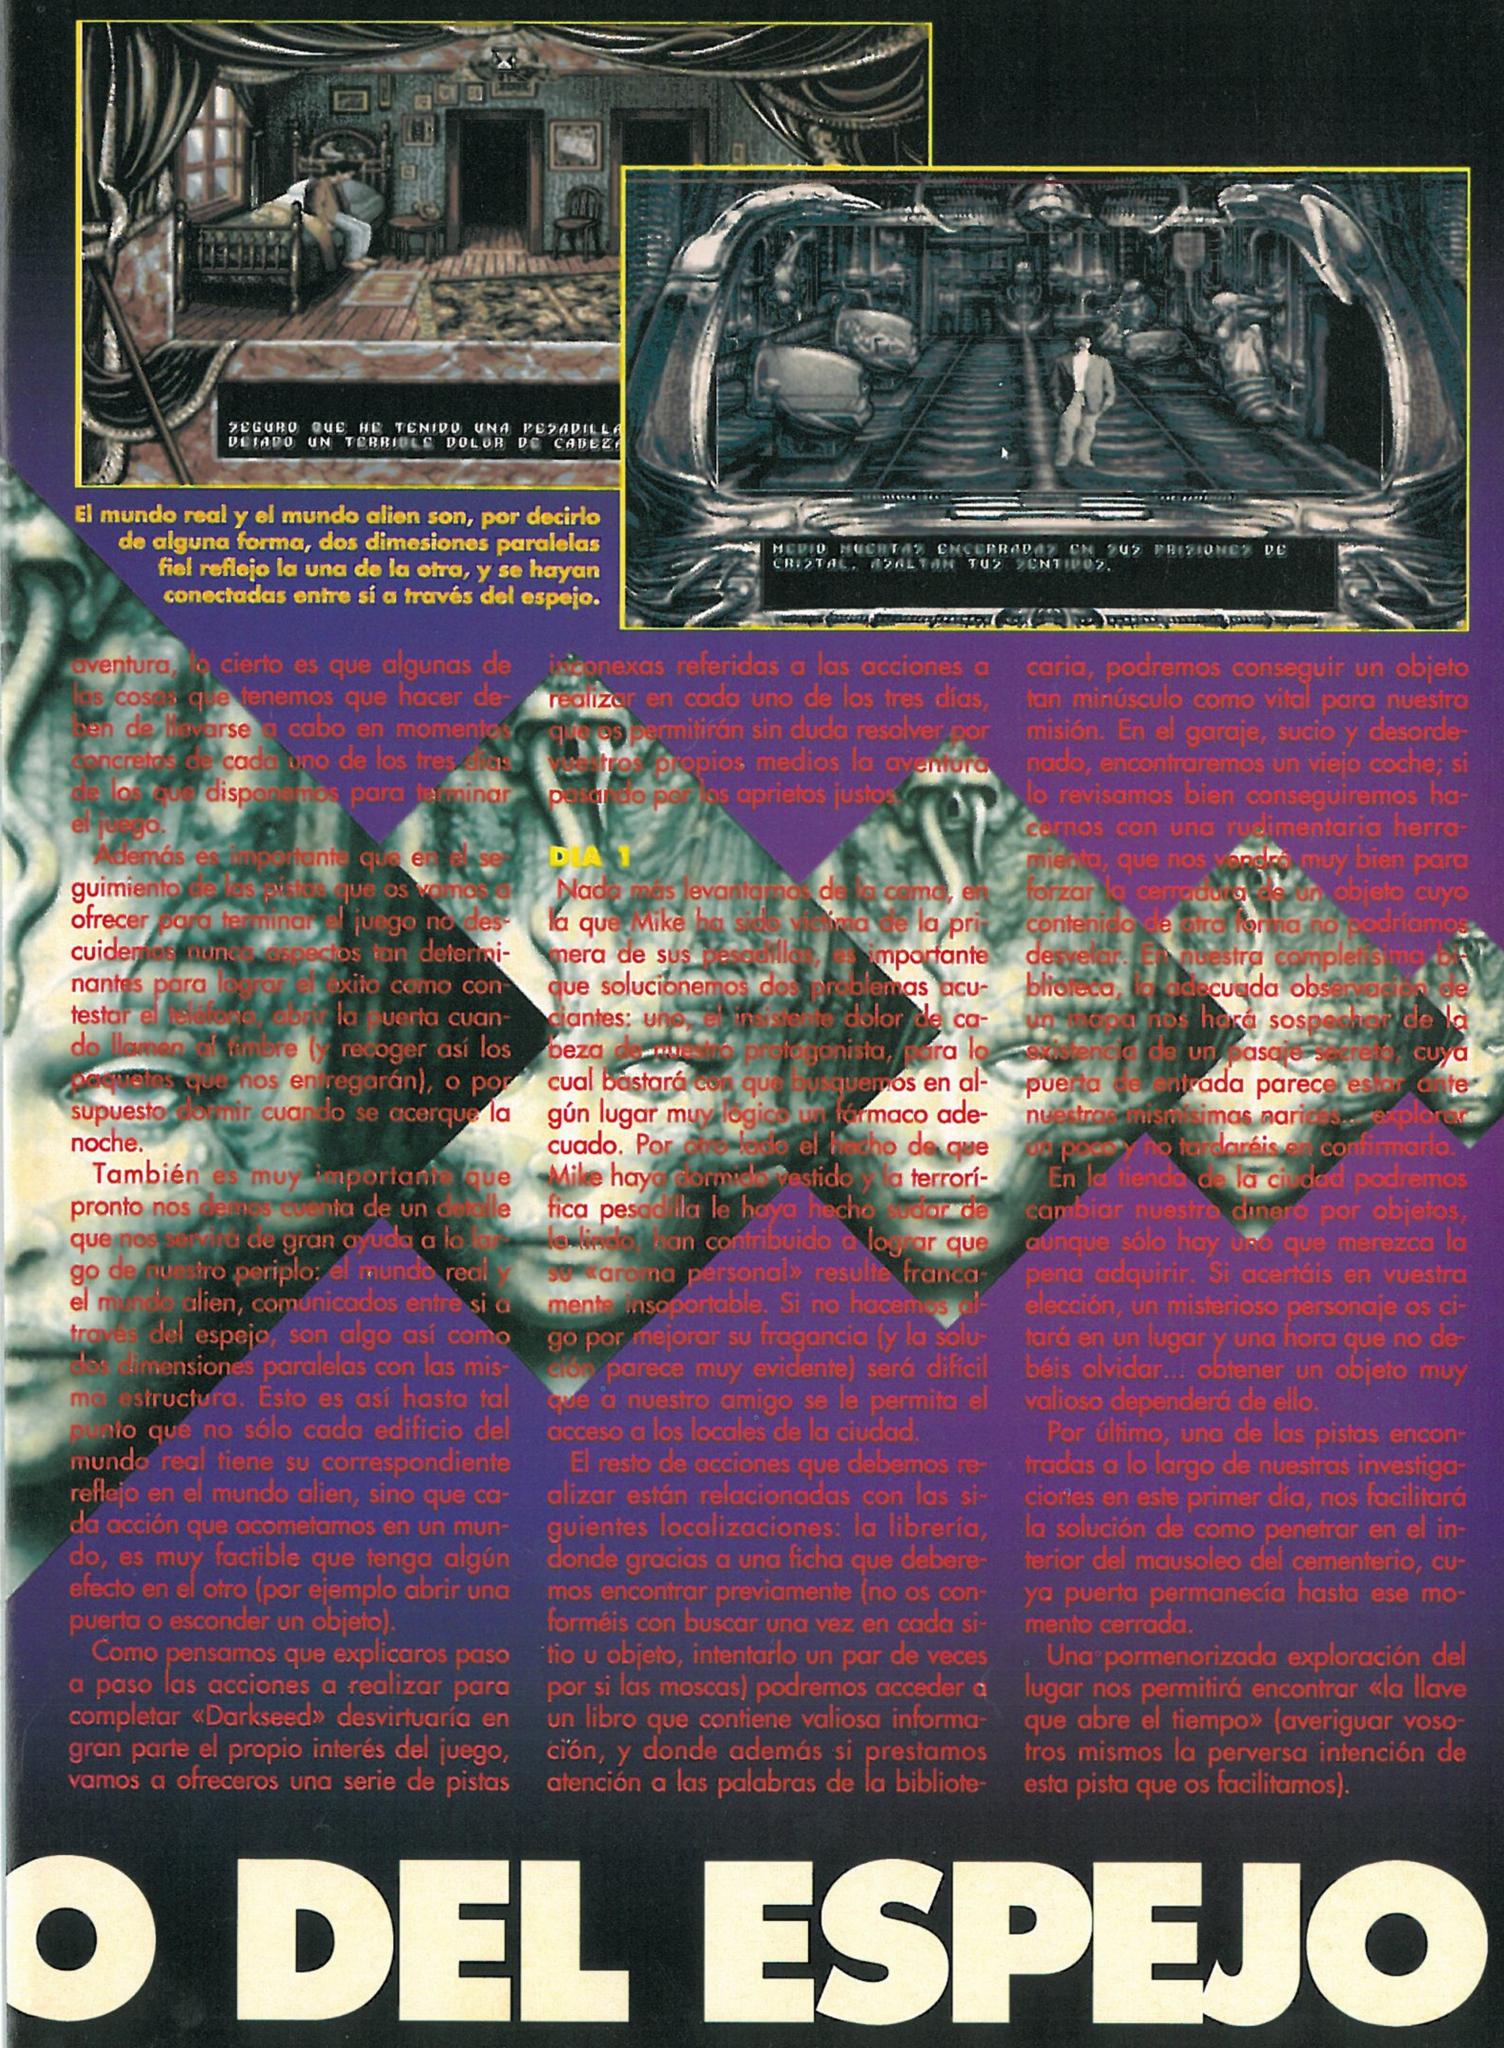 SEGURO QUE HE TENIDO UNA PESADILLA
DEJADO UN TERRIBLE DOLOR DE CABEZA
MEDIO MUERTAS ENCERRADAS EN SUS PRISIONES DE
CRISTAL, ASALTAN TUS SENTIDOS.
El mundo real y el mundo alien son, por decirlo
de alguna forma, dos dimesiones paralelas
fiel reflejo la una de la otra, y se hayan
conectadas entre sí a través del espejo.
aventura, lo cierto es que algunas de
las cosas que tenemos que hacer de-
ben de llevarse a cabo en momentos
concretos de cada uno de los tres días
de los que disponemos para terminar
el juego.
Además es importante que en el se-
guimiento de las pistas que os vamos a
ofrecer para terminar el juego no des-
cuidemos nunca aspectos tan determi-
nantes para lograr el éxito como con-
testar el teléfono, abrir la puerta cuan-
do llamen al timbre (y recoger así los
paquetes que nos entregarán), o por
supuesto dormir cuando se acerque la
noche.
También es muy importante que
pronto nos demos cuenta de un detalle
que nos servirá de gran ayuda a lo lar-
go de nuestro periplo: el mundo real y
el mundo alien, comunicados entre si a
través del espejo, son algo así como
dos dimensiones paralelas con las mis-
ma estructura. Esto es así hasta tal
punto que no sólo cada edificio del
mundo real tiene su correspondiente
reflejo en el mundo alien, sino que ca-
da acción que acometamos en un mun-
do, es muy factible que tenga algún
efecto en el otro (por ejemplo abrir una
puerta o esconder un objeto).
Como pensamos que explicaros paso
a paso las acciones a realizar para
completar «Darkseed» desvirtuaría en
gran parte el propio interés del juego,
vamos a ofreceros una serie de pistas
inconexas referidas a las acciones a
realizar en cada uno de los tres días,
que os permitirán sin duda resolver por
vuestros propios medios la aventura
pasando por los aprietos justos.
DIA 1
Nada más levantarnos de la cama, en
la que Mike ha sido víctima de la pri-
mera de sus pesadillas, es importante
que solucionemos dos problemas acu-
ciantes: uno, el insistente dolor de ca-
beza de nuestro protagonista, para lo
cual bastará con que busquemos en al-
gún lugar muy lógico un fármaco ade-
cuado. Por otro lado el hecho de que
Mike haya dormido vestido y la terrorí-
fica pesadilla le haya hecho sudar de
lo lindo, han contribuido a lograr que
su «aroma personal» resulte franca-
mente insoportable. Si no hacemos al-
go por mejorar su fragancia (y la solu-
ción parece muy evidente) será difícil
que a nuestro amigo se le permita el
acceso a los locales de la ciudad.
El resto de acciones que debemos re-
alizar están relacionadas con las si-
guientes localizaciones: la librería,
donde gracias a una ficha que debere-
mos encontrar previamente (no os con-
forméis con buscar una vez en cada si-
tio u objeto, intentarlo un par de veces
por si las moscas) podremos acceder a
un libro que contiene valiosa informa-
ción, y donde además si prestamos
atención a las palabras de la bibliote-
caria, podremos conseguir un objeto
tan minúsculo como vital para nuestra
misión. En el garaje, sucio y desorde-
nado, encontraremos un viejo coche; si
lo revisamos bien conseguiremos ha-
cernos con una rudimentaria herra-
mienta, que nos vendrá muy bien para
forzar la cerradura de un objeto cuyo
contenido de otra forma no podríamos
desvelar. En nuestra completísima bi-
blioteca, la adecuada observación de
un mapa nos hará sospechar de la
existencia de un pasaje secreto, cuya
puerta de entrada parece estar ante
nuestras mismísimas narices... explorar
un poco y no tardaréis en confirmarlo.
En la tienda de la ciudad podremos
cambiar nuestro dinero por objetos,
aunque sólo hay uno que merezca la
pena adquirir. Si acertáis en vuestra
elección, un misterioso personaje os ci-
tará en un lugar y una hora que no de-
béis olvidar... obtener un objeto muy
valioso dependerá de ello.
Por último, una de las pistas encon-
tradas a lo largo de nuestras investiga-
ciones en este primer día, nos facilitará
la solución de como penetrar en el in-
terior del mausoleo del cementerio, cu-
ya puerta permanecía hasta ese mo-
mento cerrada.
Una pormenorizada exploración del
lugar nos permitirá encontrar «la llave
que abre el tiempo» (averiguar voso-
tros mismos la perversa intención de
esta pista que os facilitamos).
O DEL ESPEJO